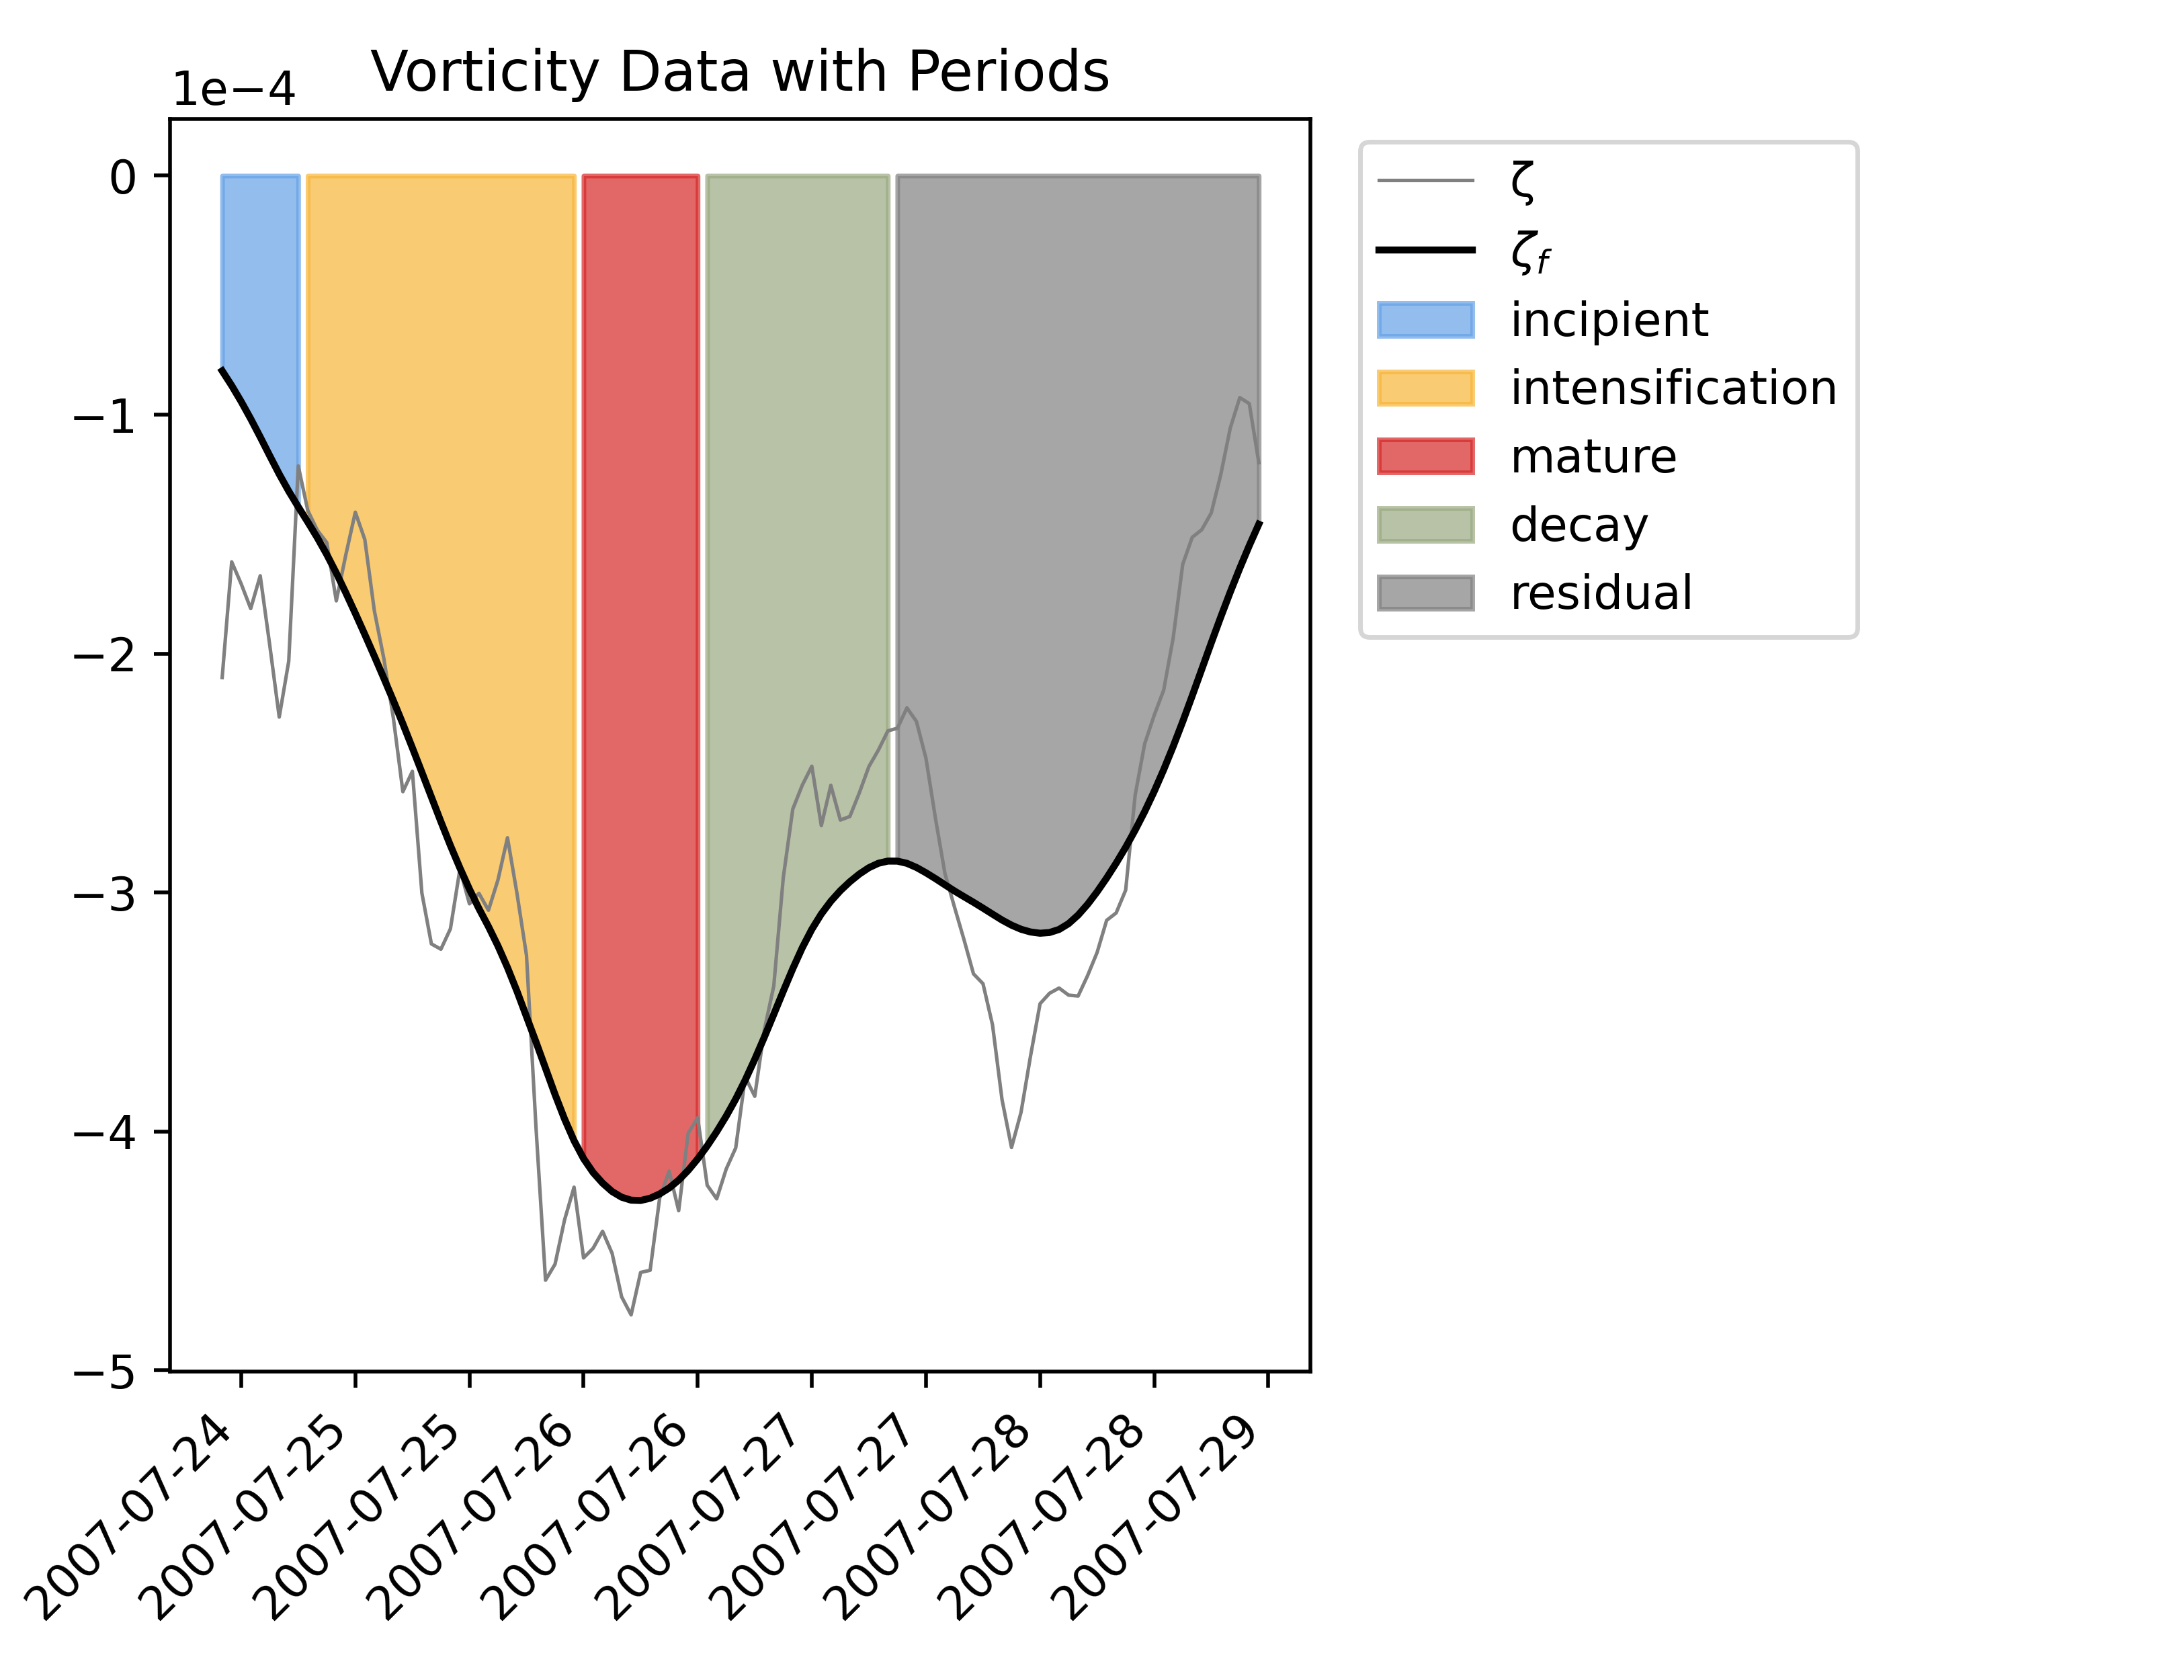 Vorticity Data with Periods
1e−4
0
−1
−2
−3
−4
−5
2007-07-24
2007-07-25
2007-07-25
2007-07-26
2007-07-26
2007-07-27
2007-07-27
2007-07-28
2007-07-28
2007-07-29
ζ
ζf
incipient
intensification
mature
decay
residual